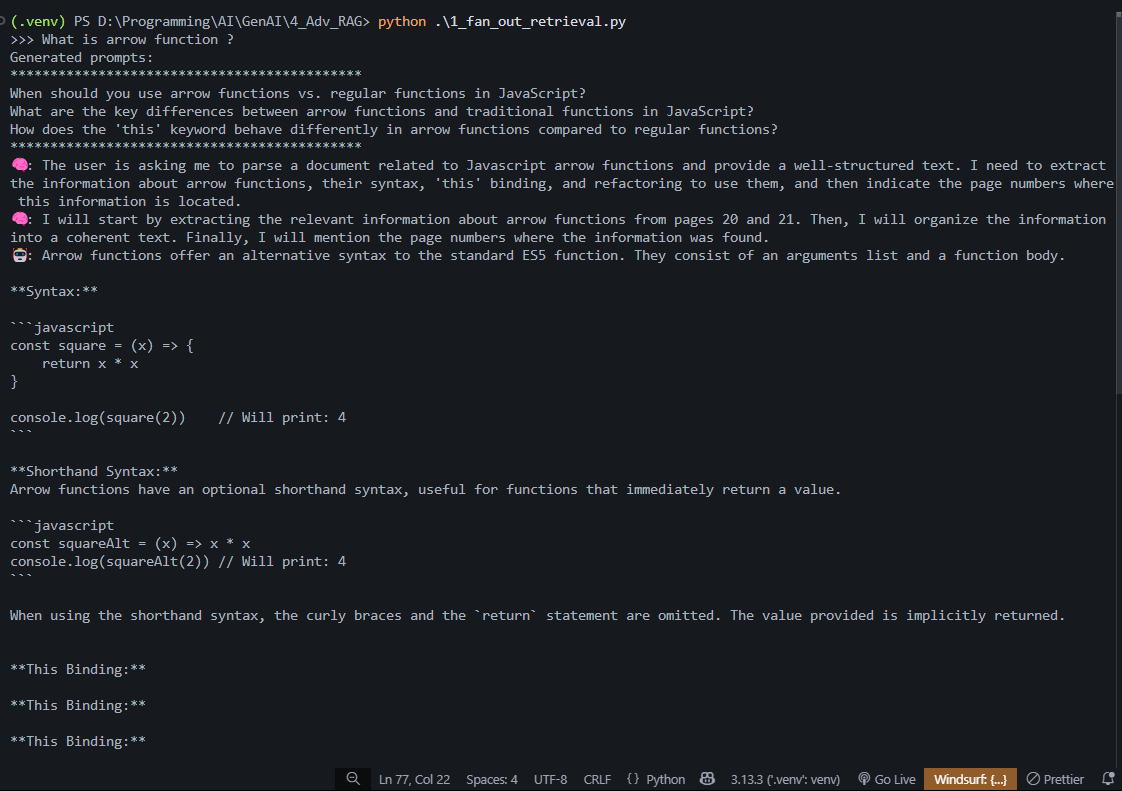 (.venv) PS D:\Programming\AI\GenAI\4_Adv_RAG> python .\1_fan_out_retrieval.py
>>> What is arrow function ?
Generated prompts:
********************************************
When should you use arrow functions vs. regular functions in JavaScript?
What are the key differences between arrow functions and traditional functions in JavaScript?
How does the 'this' keyword behave differently in arrow functions compared to regular functions?
********************************************
🧠: The user is asking me to parse a document related to Javascript arrow functions and provide a well-structured text. I need to extract
the information about arrow functions, their syntax, 'this' binding, and refactoring to use them, and then indicate the page numbers where
this information is located.
🧠: I will start by extracting the relevant information about arrow functions from pages 20 and 21. Then, I will organize the information
into a coherent text. Finally, I will mention the page numbers where the information was found.
🤖: Arrow functions offer an alternative syntax to the standard ES5 function. They consist of an arguments list and a function body.
**Syntax:**
```javascript
const square = (x) => {
    return x * x
}
console.log(square(2))    // Will print: 4
```
**Shorthand Syntax:**
Arrow functions have an optional shorthand syntax, useful for functions that immediately return a value.
```javascript
const squareAlt = (x) => x * x
console.log(squareAlt(2)) // Will print: 4
```
When using the shorthand syntax, the curly braces and the `return` statement are omitted. The value provided is implicitly returned.
**This Binding:**
**This Binding:**
**This Binding:**
Ln 77, Col 22 Spaces: 4 UTF-8 CRLF {} Python 3.13.3 ('.venv': venv) Go Live Windsurf: {...} Prettier